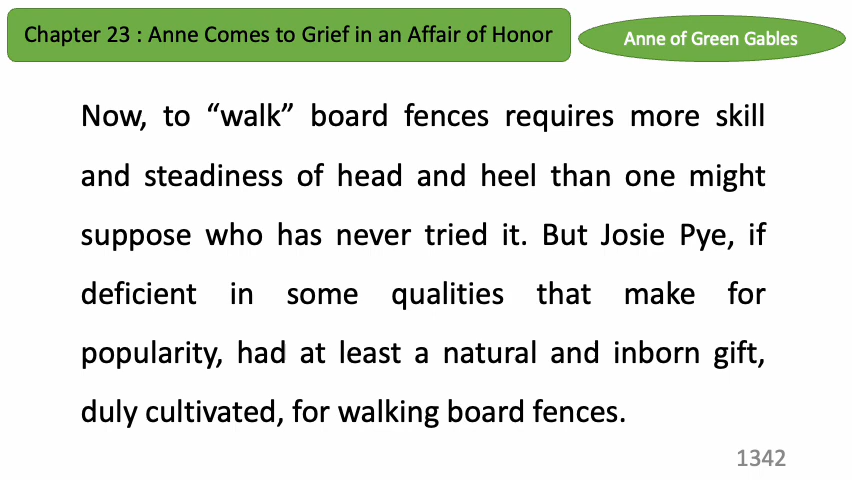 Chapter 23 : Anne Comes to Grief in an Affair of Honor
Anne of Green Gables
Now, to “walk” board fences requires more skill
and steadiness of head and heel than one might
suppose who has never tried it. But Josie Pye, if
deficient in some qualities that make for
popularity, had at least a natural and inborn gift,
duly cultivated, for walking board fences.
1342